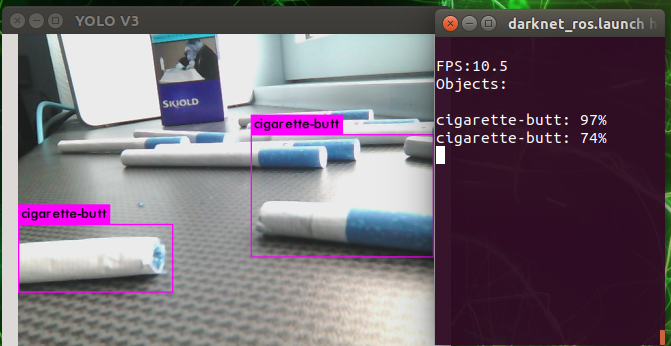 YOLO V3
SKJOLD
cigarette-butt
cigarette-butt
darknet_ros.launch h
FPS:10.5
Objects:
cigarette-butt: 97%
cigarette-butt: 74%